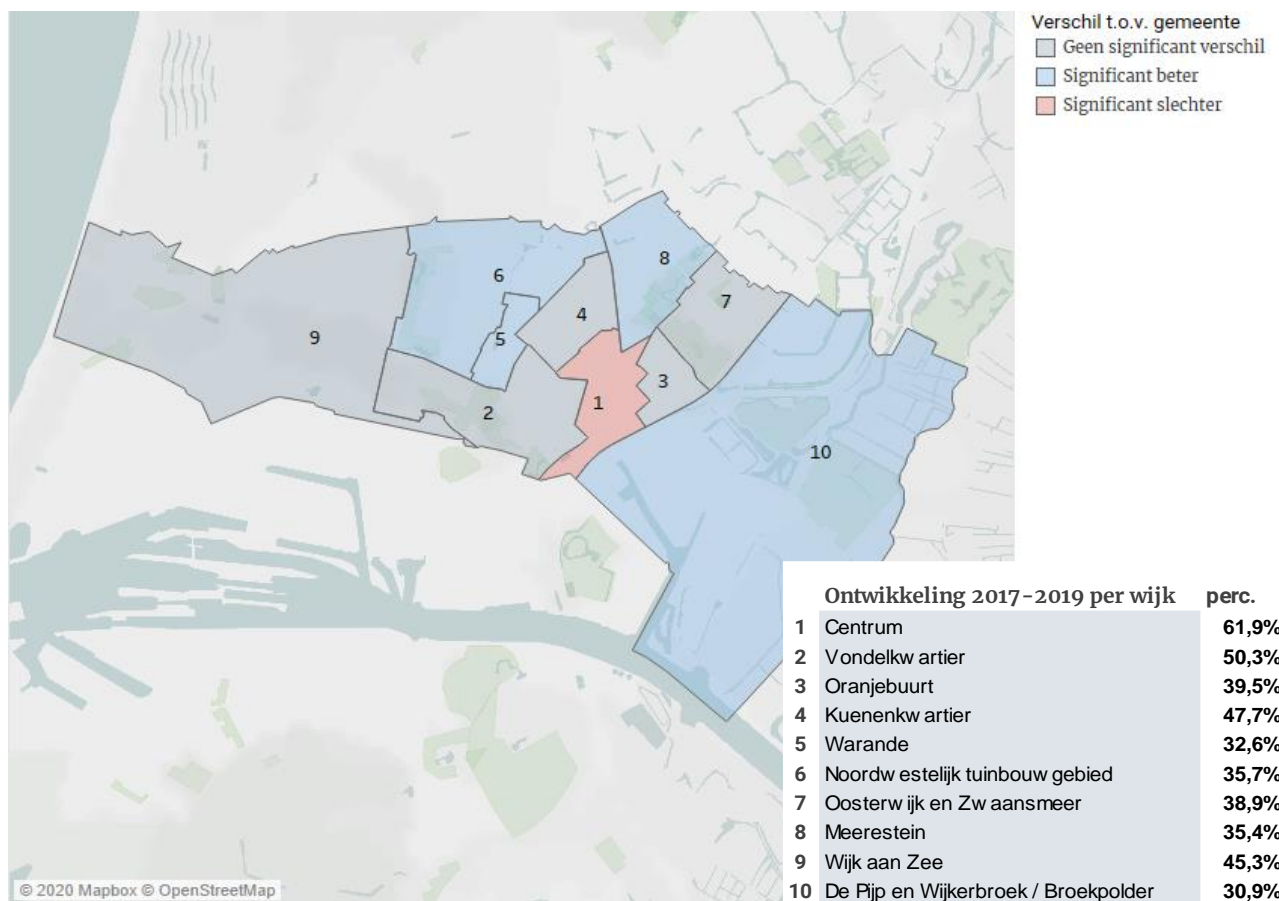 Verschil t.o.v. gemeente
Geen significant verschil
Significant beter
Significant slechter
8
6
7
4
9
5
3
1
2
10
Ontwikkeling 2017-2019 per wijk perc.
1 Centrum 61,9%
2 Vondelkw artier 50,3%
3 Oranjebuurt 39,5%
4 Kuenenkw artier 47,7%
5 Warande 32,6%
6 Noordw estelijk tuinbouw gebied 35,7%
7 Oosterw ijk en Zw aansmeer 38,9%
8 Meerestein 35,4%
9 Wijk aan Zee 45,3%
10 De Pijp en Wijkerbroek / Broekpolder 30,9%
© 2020 Mapbox © OpenStreetMap